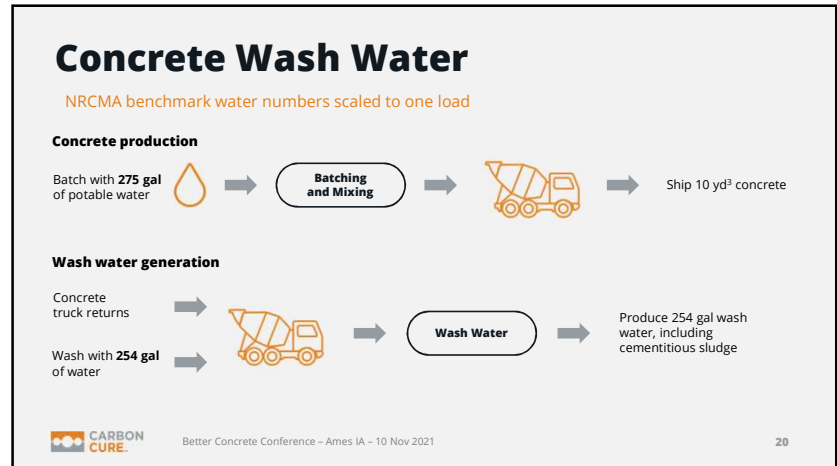 Concrete Wash Water
NRCMA benchmark water numbers scaled to one load
Concrete production
Batch with 275 gal
of potable water
Batching
and Mixing
Ship 10 yd³ concrete
Wash water generation
Concrete
truck returns
Wash with 254 gal
of water
Wash Water
Produce 254 gal wash
water, including
cementitious sludge
CARBON
CURE™
Better Concrete Conference – Ames IA – 10 Nov 2021
20